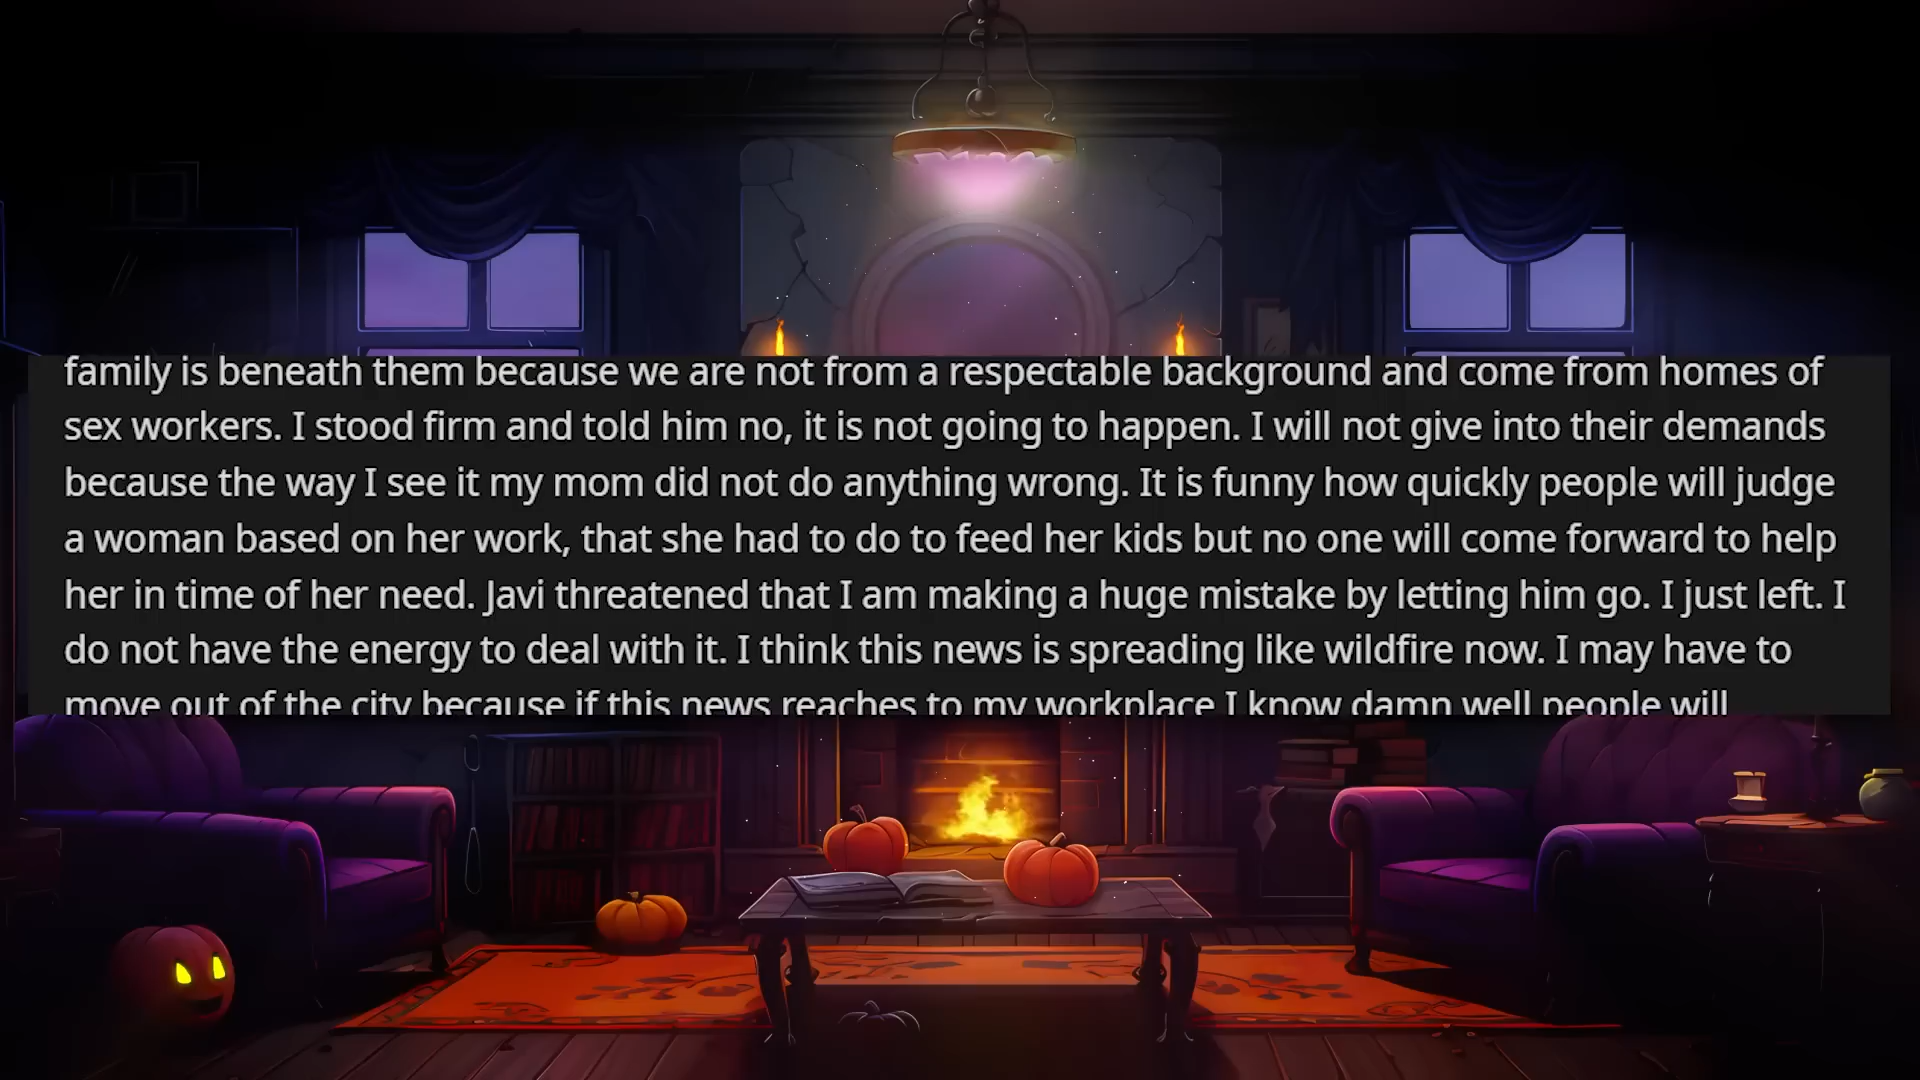 family is beneath them because we are not from a respectable background and come from homes of
sex workers. I stood firm and told him no, it is not going to happen. I will not give into their demands
because the way I see it my mom did not do anything wrong. It is funny how quickly people will judge
a woman based on her work, that she had to do to feed her kids but no one will come forward to help
her in time of her need. Javi threatened that I am making a huge mistake by letting him go. I just left. I
do not have the energy to deal with it. I think this news is spreading like wildfire now. I may have to
move out of the city because if this news reaches to my workplace I know damn well people will